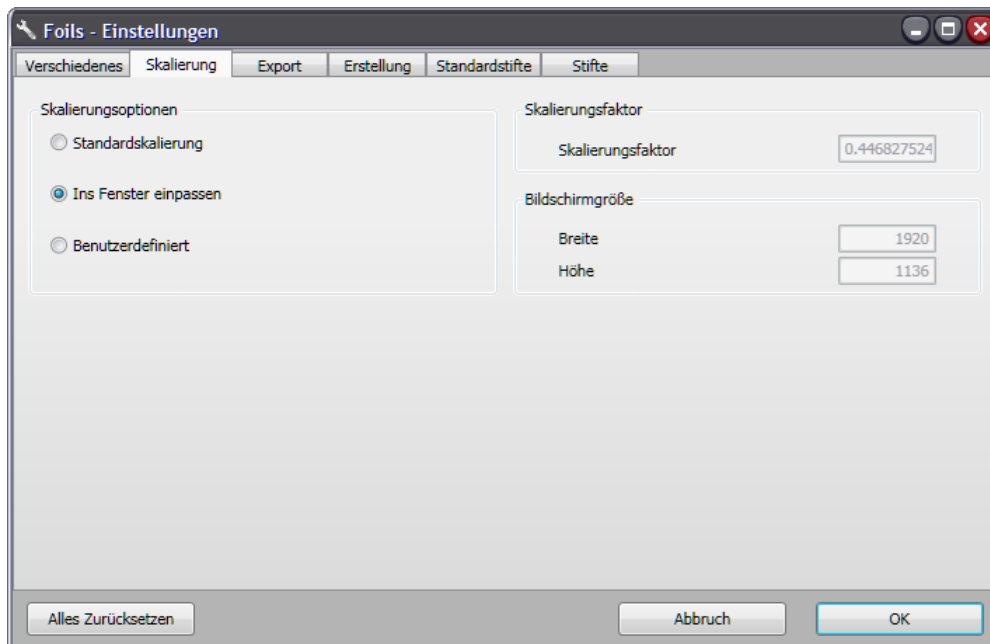 Foils - Einstellungen
Verschiedenes Skalierung Export Erstellung Standardstifte Stifte
Skalierungsoptionen
Standardskalierung
Ins Fenster einpassen
Benutzerdefiniert
Skalierungsfaktor
Skalierungsfaktor 0.446827524
Bildschirmgröße
Breite 1920
Höhe 1136
Alles Zurücksetzen Abbruch OK